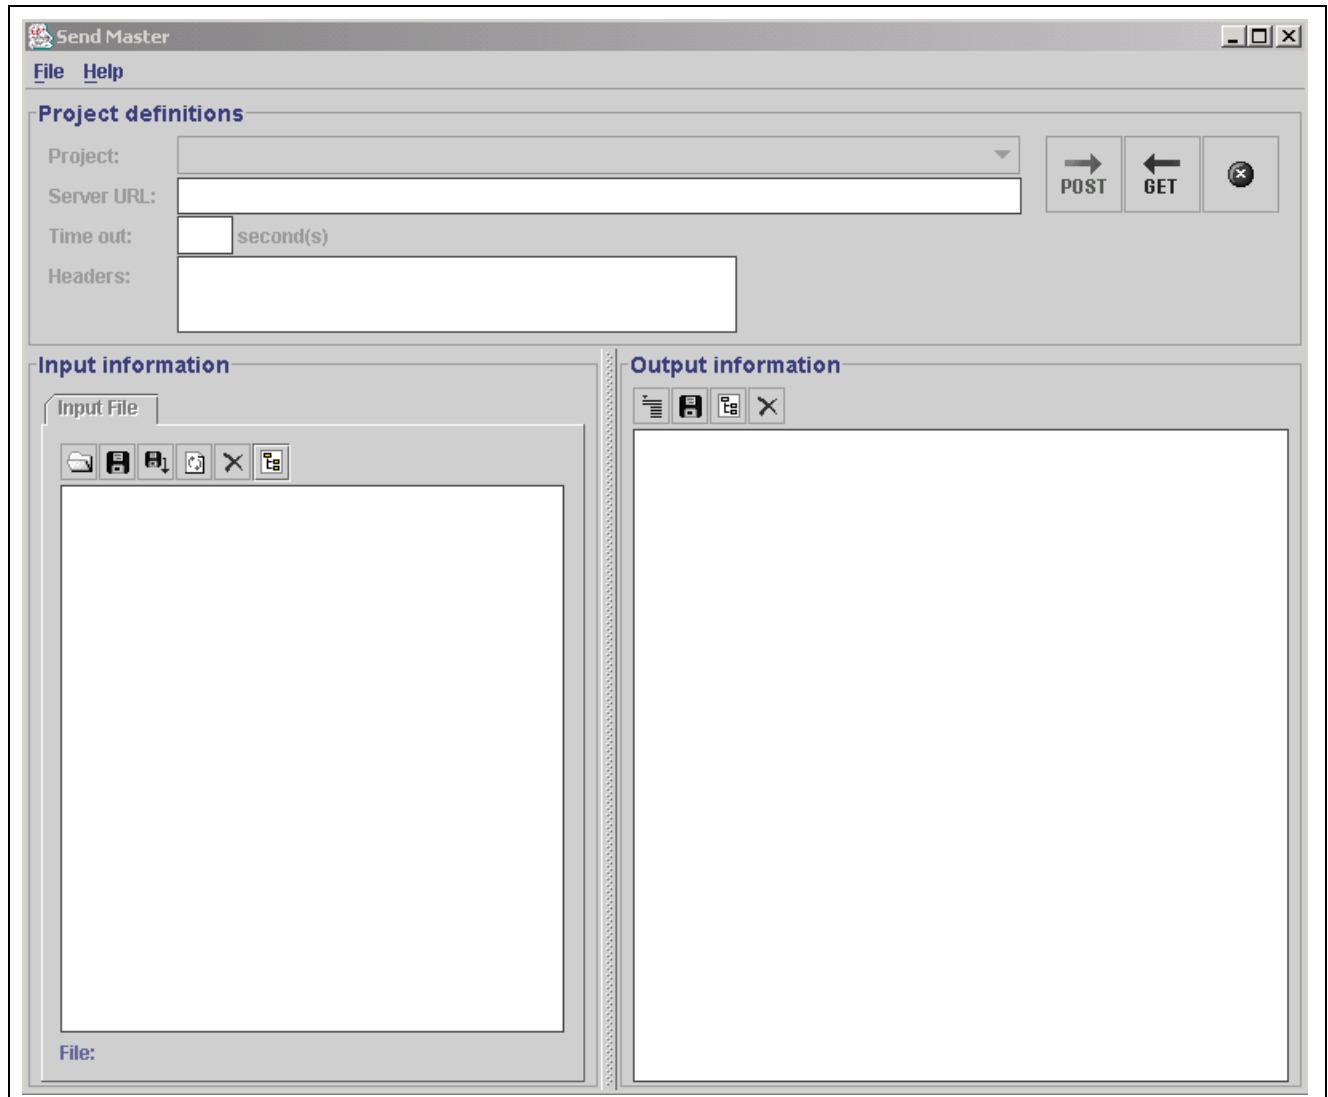 Send Master
File Help
Project definitions
Project:
Server URL:
Time out: second(s)
Headers:
POST GET
Input information
Input File
File:
Output information